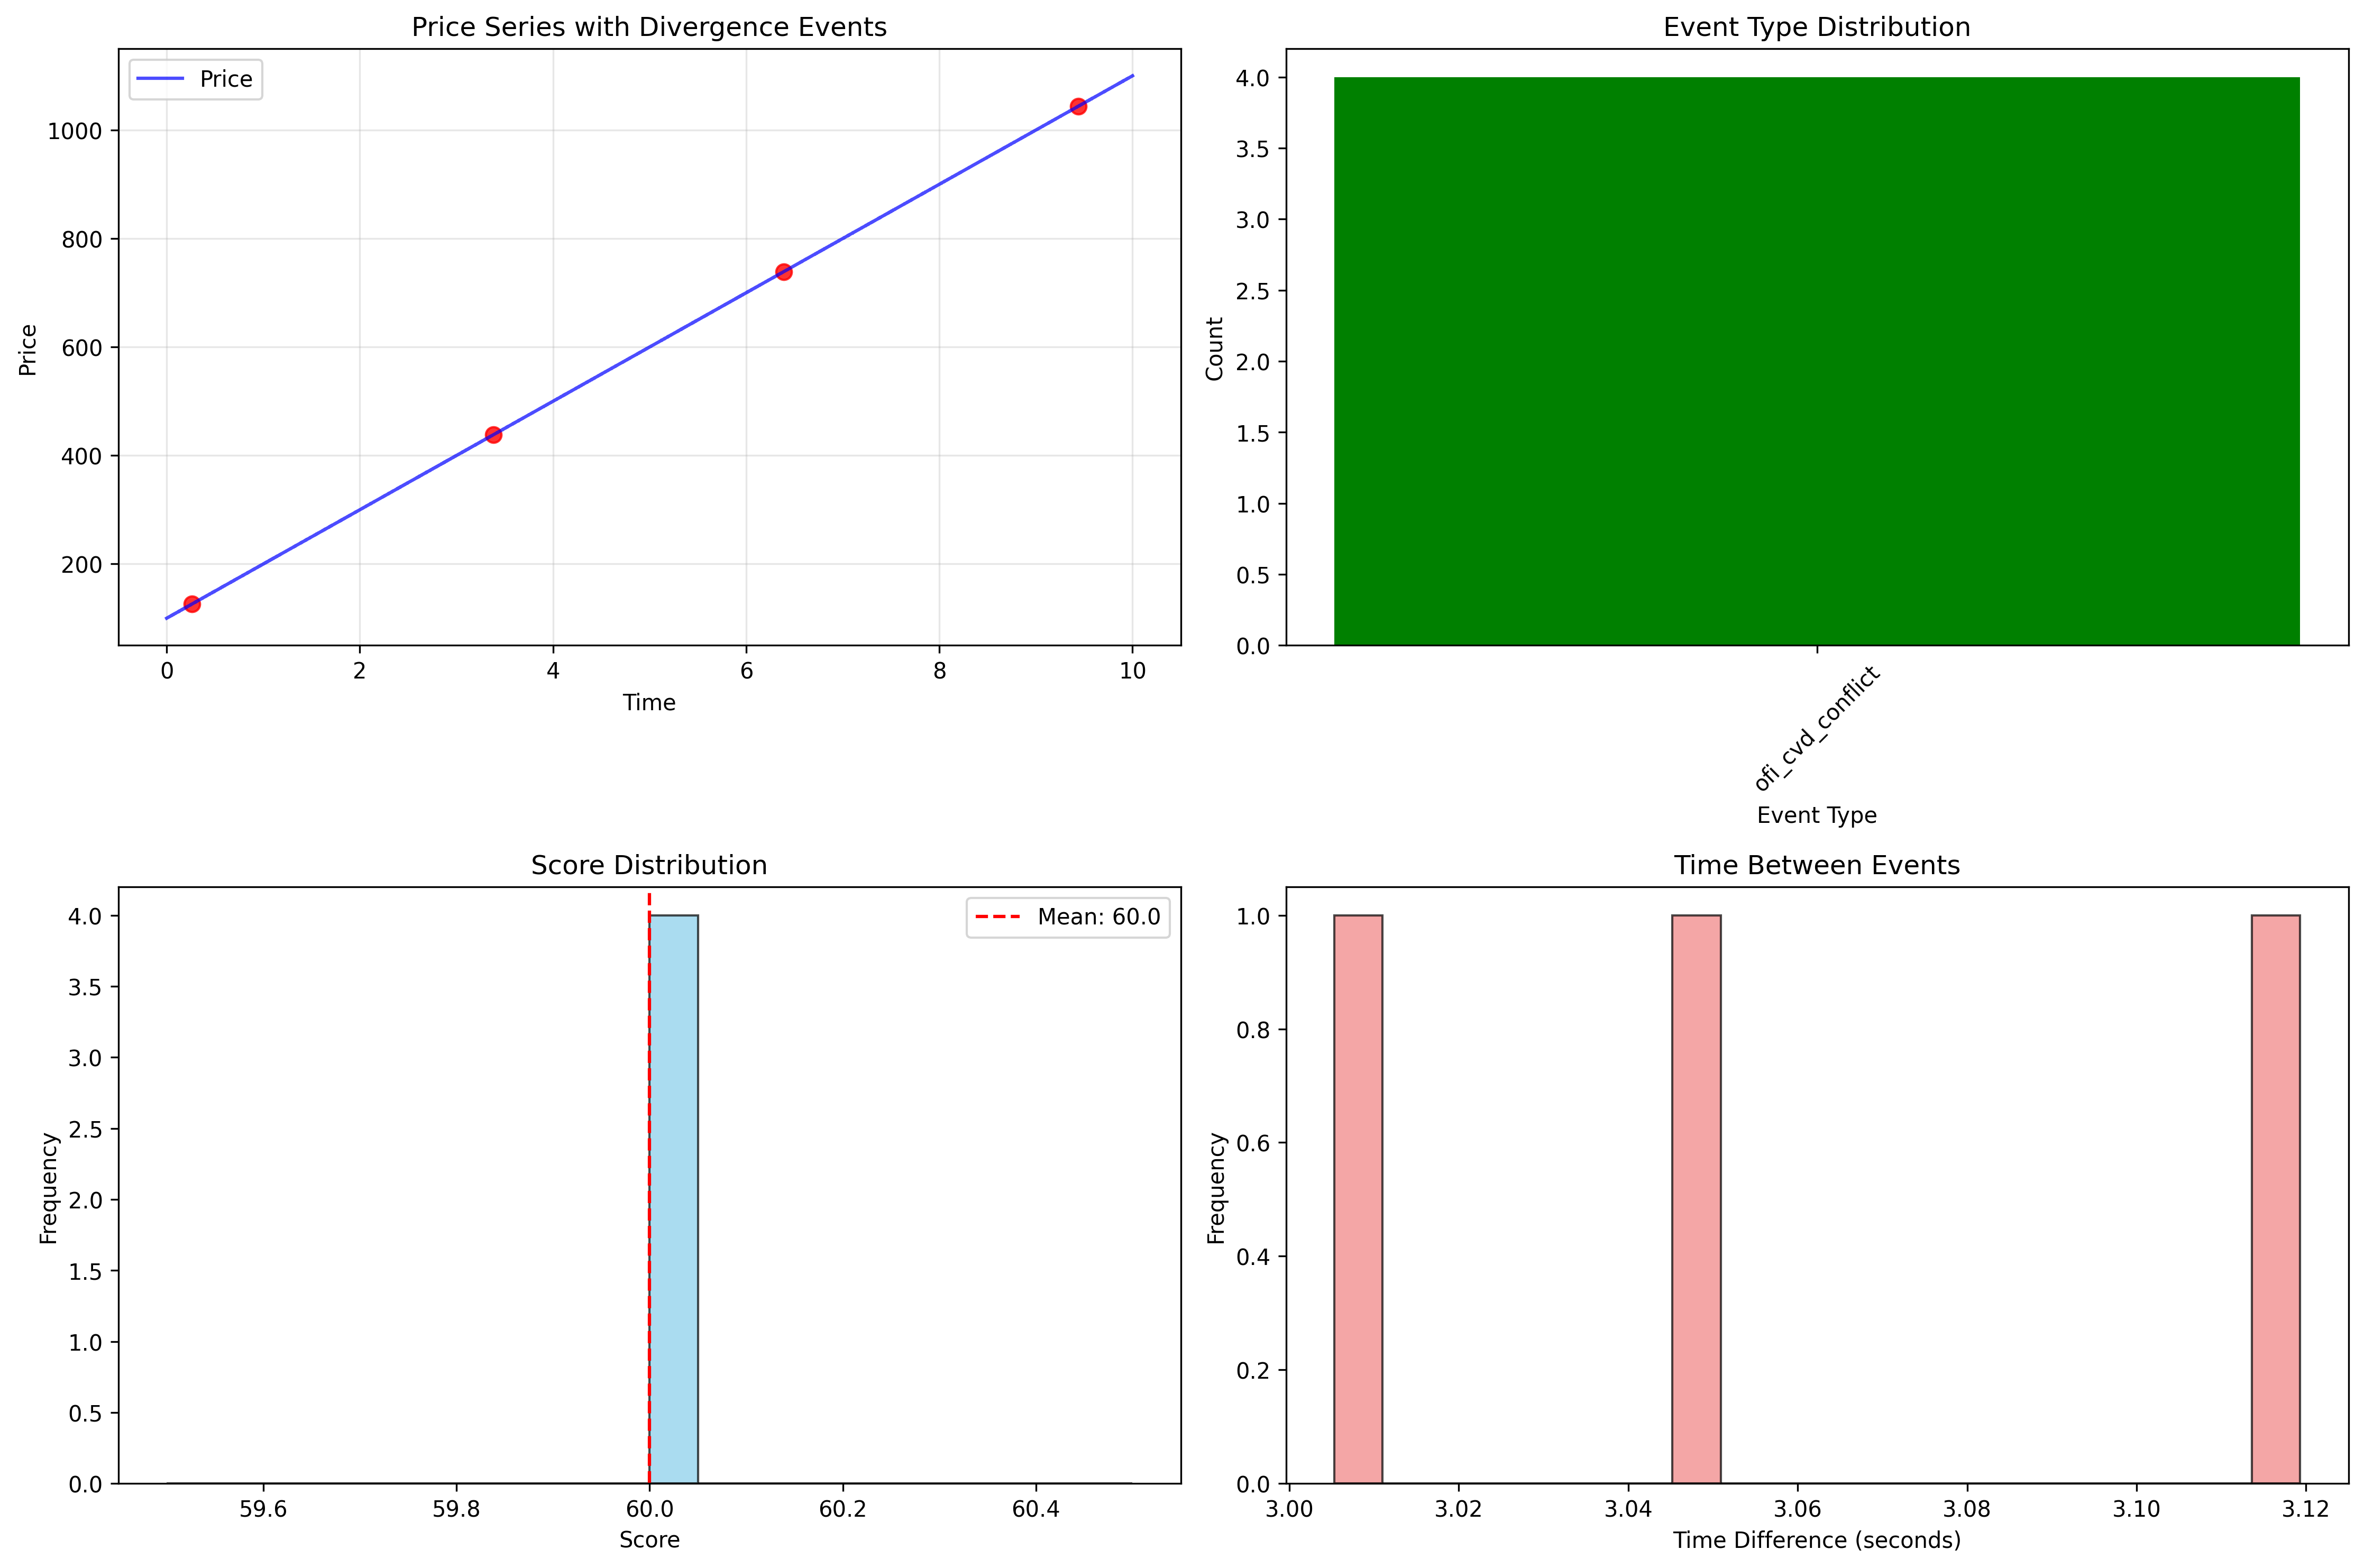 Price Series with Divergence Events
Price
1000
800
600
400
200
Price
0 2 4 6 8 10
Time
Event Type Distribution
4.0
3.5
3.0
2.5
2.0
1.5
1.0
0.5
0.0
Count
ofi_cvd_conflict
Event Type
Score Distribution
Mean: 60.0
4.0
3.5
3.0
2.5
2.0
1.5
1.0
0.5
0.0
Frequency
59.6 59.8 60.0 60.2 60.4
Score
Time Between Events
1.0
0.8
0.6
0.4
0.2
0.0
Frequency
3.00 3.02 3.04 3.06 3.08 3.10 3.12
Time Difference (seconds)